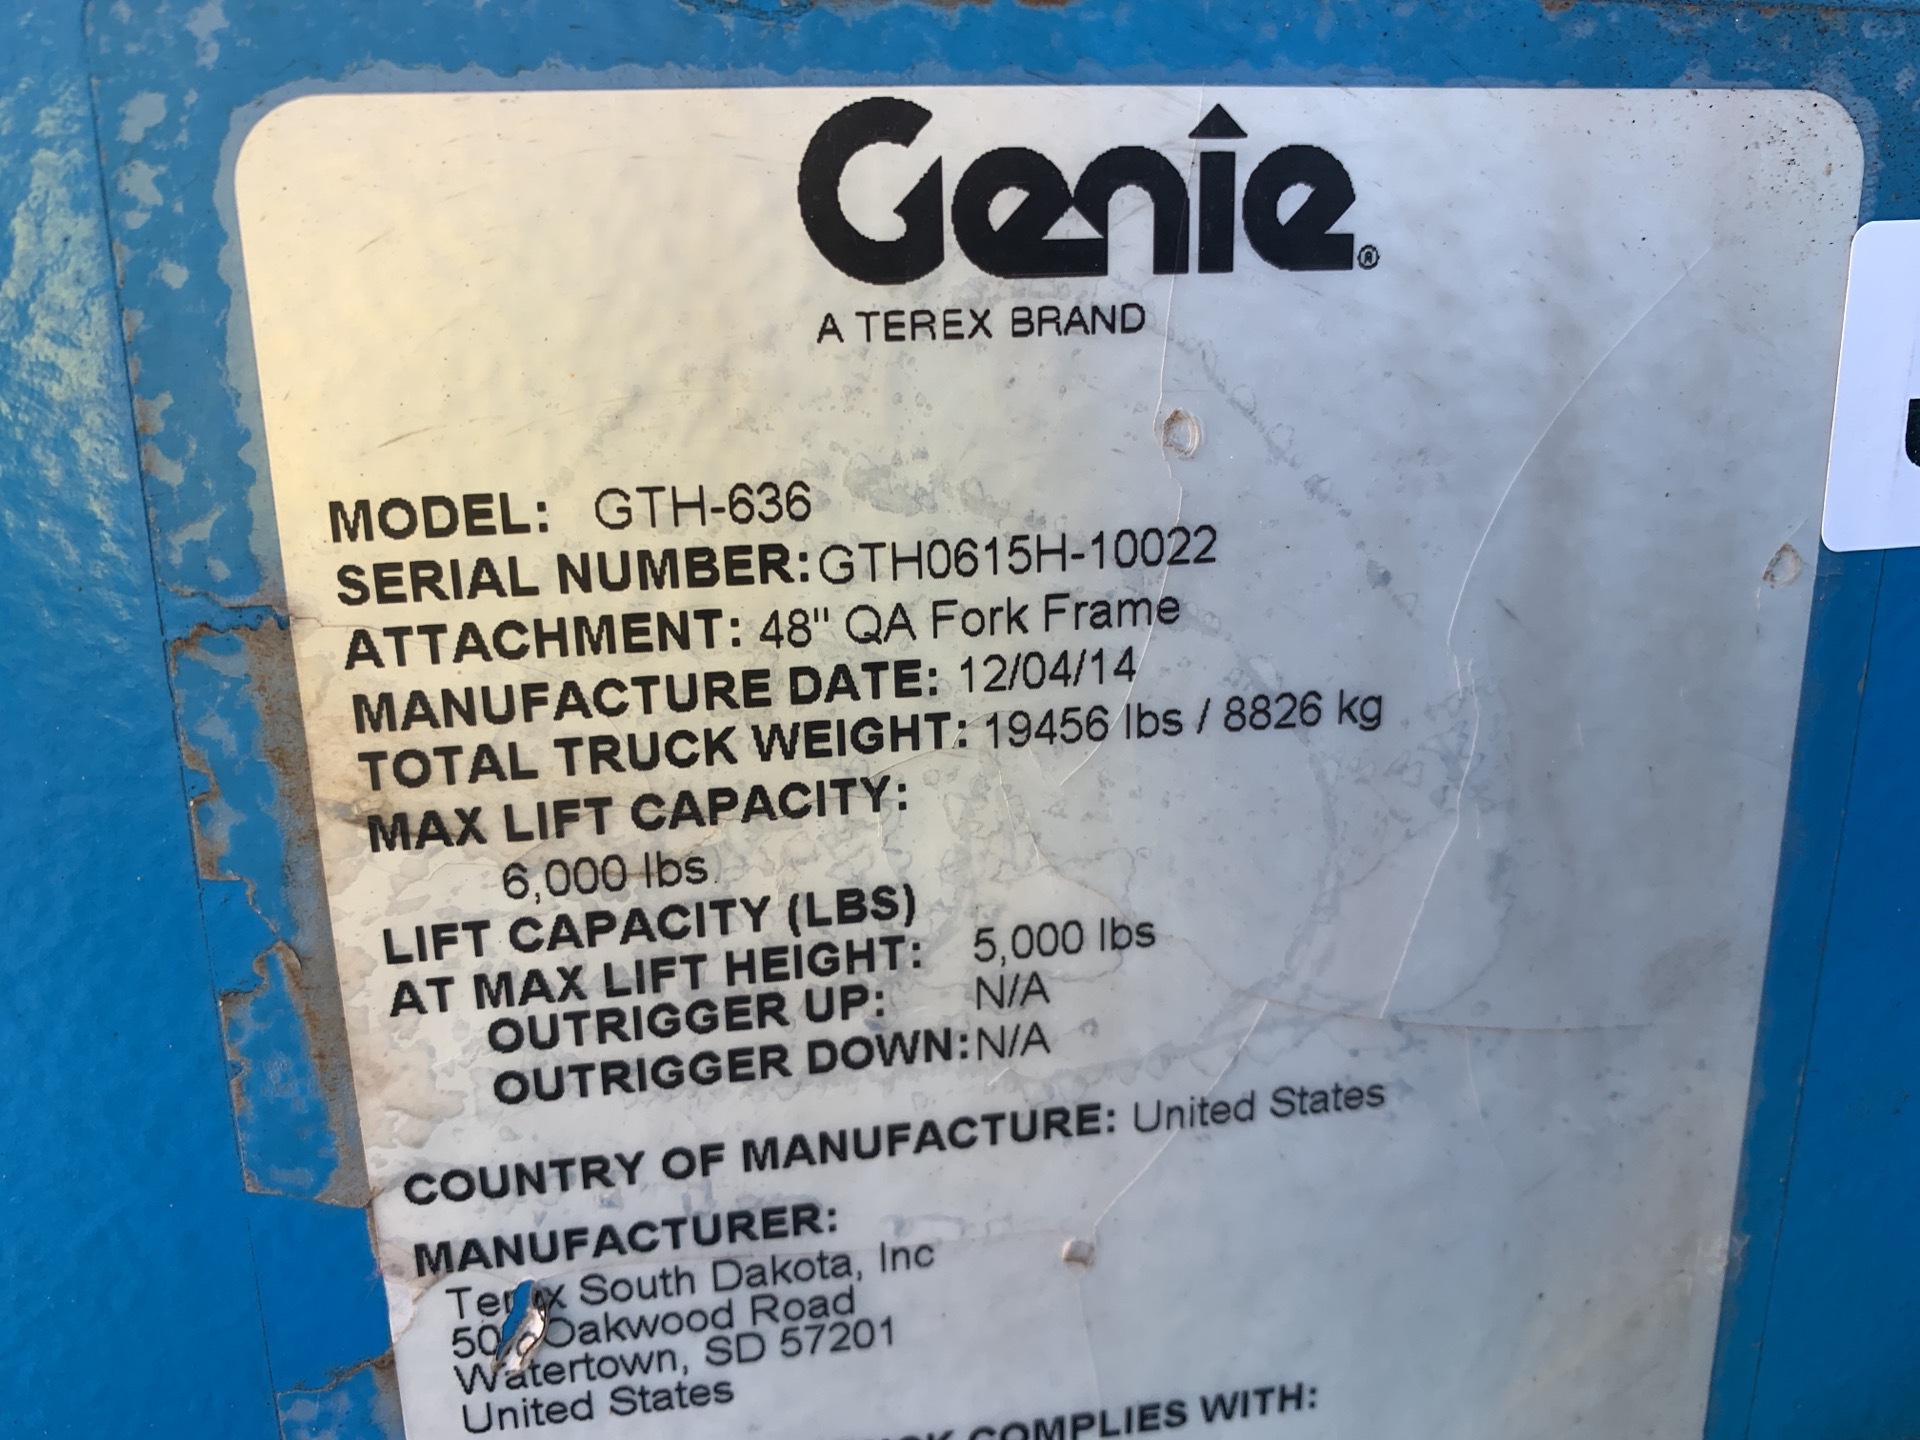 Genie®
A TEREX BRAND
MODEL: GTH-636
SERIAL NUMBER: GTH0615H-10022
ATTACHMENT: 48" QA Fork Frame
MANUFACTURE DATE: 12/04/14
TOTAL TRUCK WEIGHT: 19456 lbs / 8826 kg
MAX LIFT CAPACITY:
6,000 lbs
LIFT CAPACITY (LBS)
AT MAX LIFT HEIGHT: 5,000 lbs
OUTRIGGER UP: N/A
OUTRIGGER DOWN: N/A
COUNTRY OF MANUFACTURE: United States
MANUFACTURER:
Terex South Dakota, Inc
Oakwood Road
Watertown, SD 57201
United States
COMPLIES WITH: